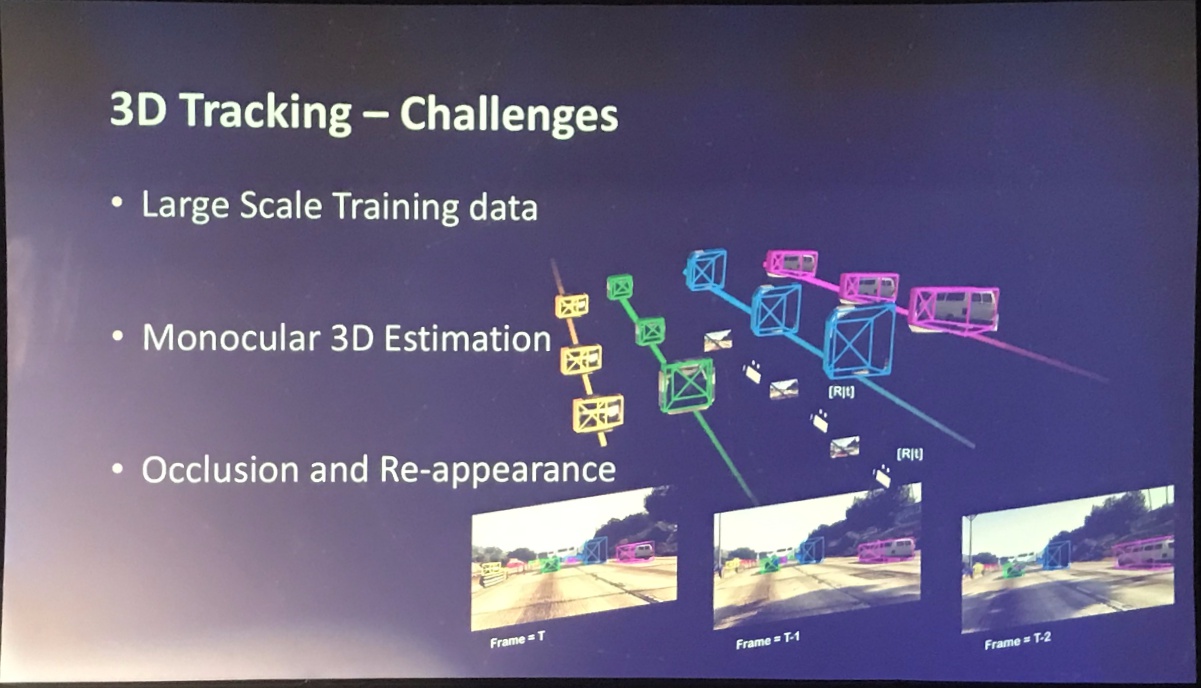 3D Tracking – Challenges
• Large Scale Training data
• Monocular 3D Estimation
• Occlusion and Re-appearance
[R|t]
[R|t]
Frame = T
Frame = T-1
Frame = T-2